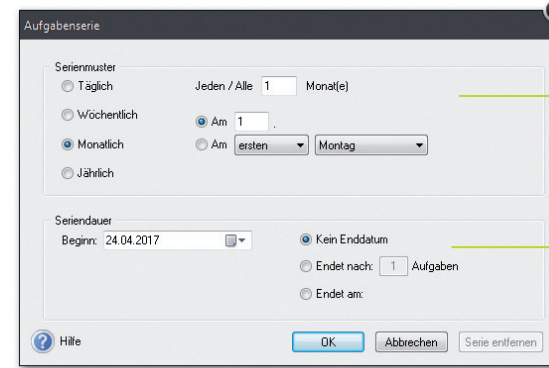 Aufgabenserie
Serienmuster
Täglich
Jeden / Alle 1 Monat(e)
Wöchentlich
Am 1 .
Monatlich
Am ersten Montag
Jährlich
Seriendauer
Beginn: 24.04.2017
Kein Enddatum
Endet nach: 1 Aufgaben
Endet am:
? Hilfe
OK
Abbrechen
Serie entfernen